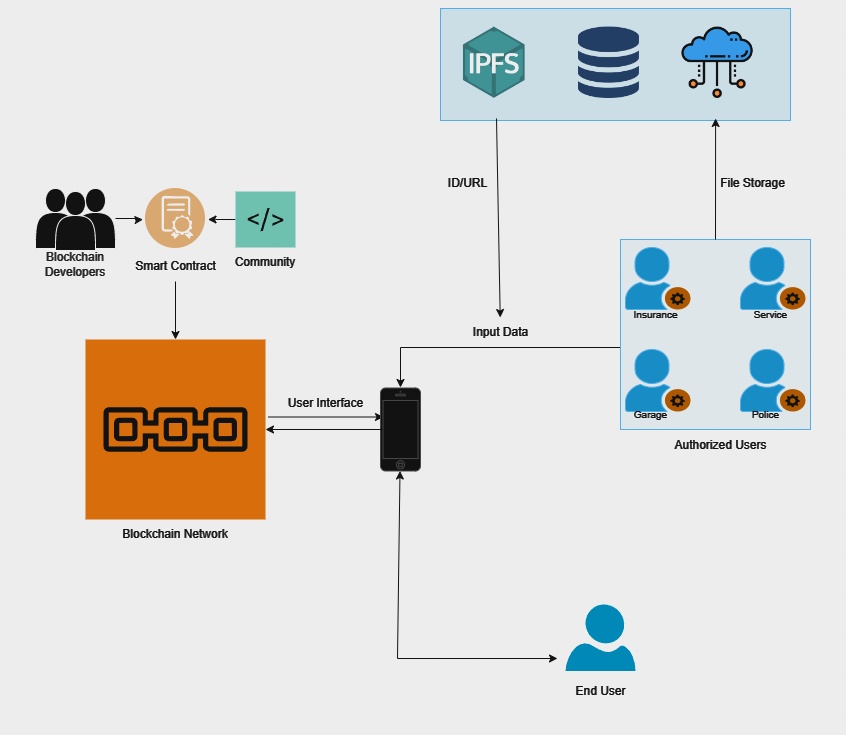 IPFS
ID/URL
File Storage
Blockchain
Developers
Smart Contract
</>
Community
Insurance
Service
Input Data
User Interface
Garage
Police
Authorized Users
Blockchain Network
End User